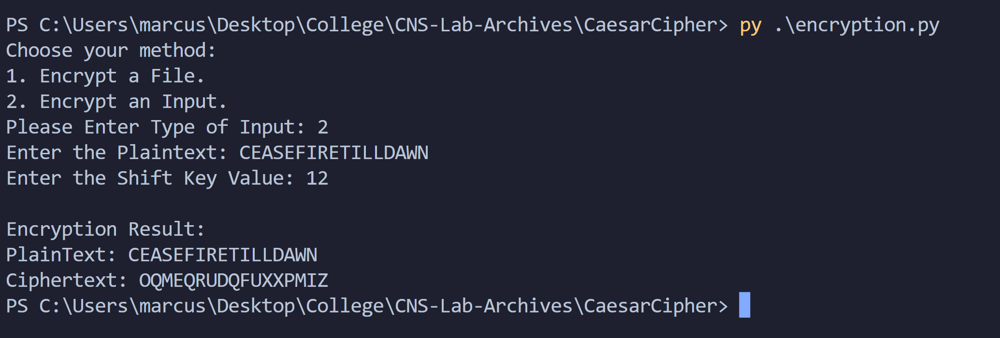 PS C:\Users\marcus\Desktop\College\CNS-Lab-Archives\CaesarCipher> py .\encryption.py
Choose your method:
1. Encrypt a File.
2. Encrypt an Input.
Please Enter Type of Input: 2
Enter the Plaintext: CEASEFIRETILLDAWN
Enter the Shift Key Value: 12
Encryption Result:
PlainText: CEASEFIRETILLDAWN
Ciphertext: OQMEQRUDQFUXXPMIZ
PS C:\Users\marcus\Desktop\College\CNS-Lab-Archives\CaesarCipher>